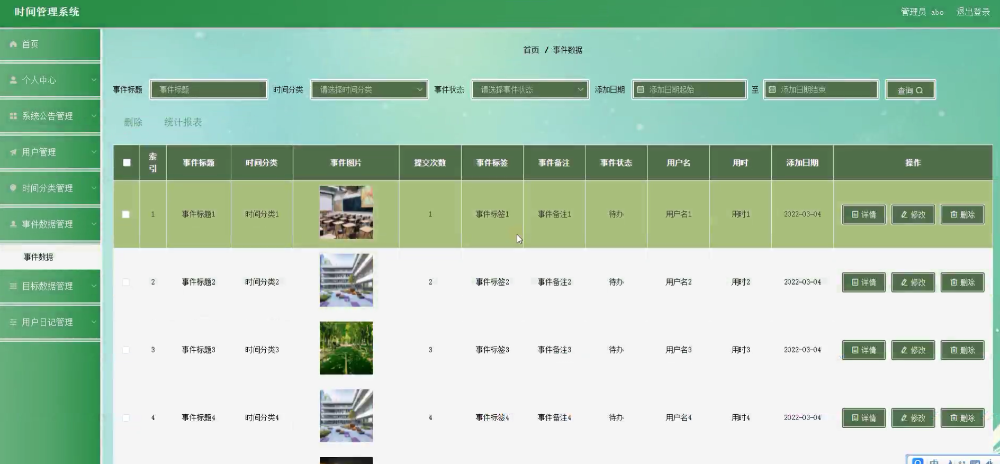 时间管理系统
管理员 abo 退出登录
首页
个人中心
系统公告管理
用户管理
时间分类管理
事件数据管理
事件数据
目标数据管理
用户日记管理
首页 / 事件数据
事件标题 事件标题 时间分类 请选择时间分类 事件状态 请选择事件状态 添加日期 添加日期起始 至 添加日期结束 查询
删除 统计报表
索引 事件标题 时间分类 事件图片 提交次数 事件标签 事件备注 事件状态 用户名 用时 添加日期 操作
1 事件标题1 时间分类1 1 事件标签1 事件备注1 待办 用户名1 用时1 2022-03-04 详情 修改 删除
2 事件标题2 时间分类2 2 事件标签2 事件备注2 待办 用户名2 用时2 2022-03-04 详情 修改 删除
3 事件标题3 时间分类3 3 事件标签3 事件备注3 待办 用户名3 用时3 2022-03-04 详情 修改 删除
4 事件标题4 时间分类4 4 事件标签4 事件备注4 待办 用户名4 用时4 2022-03-04 详情 修改 删除
中